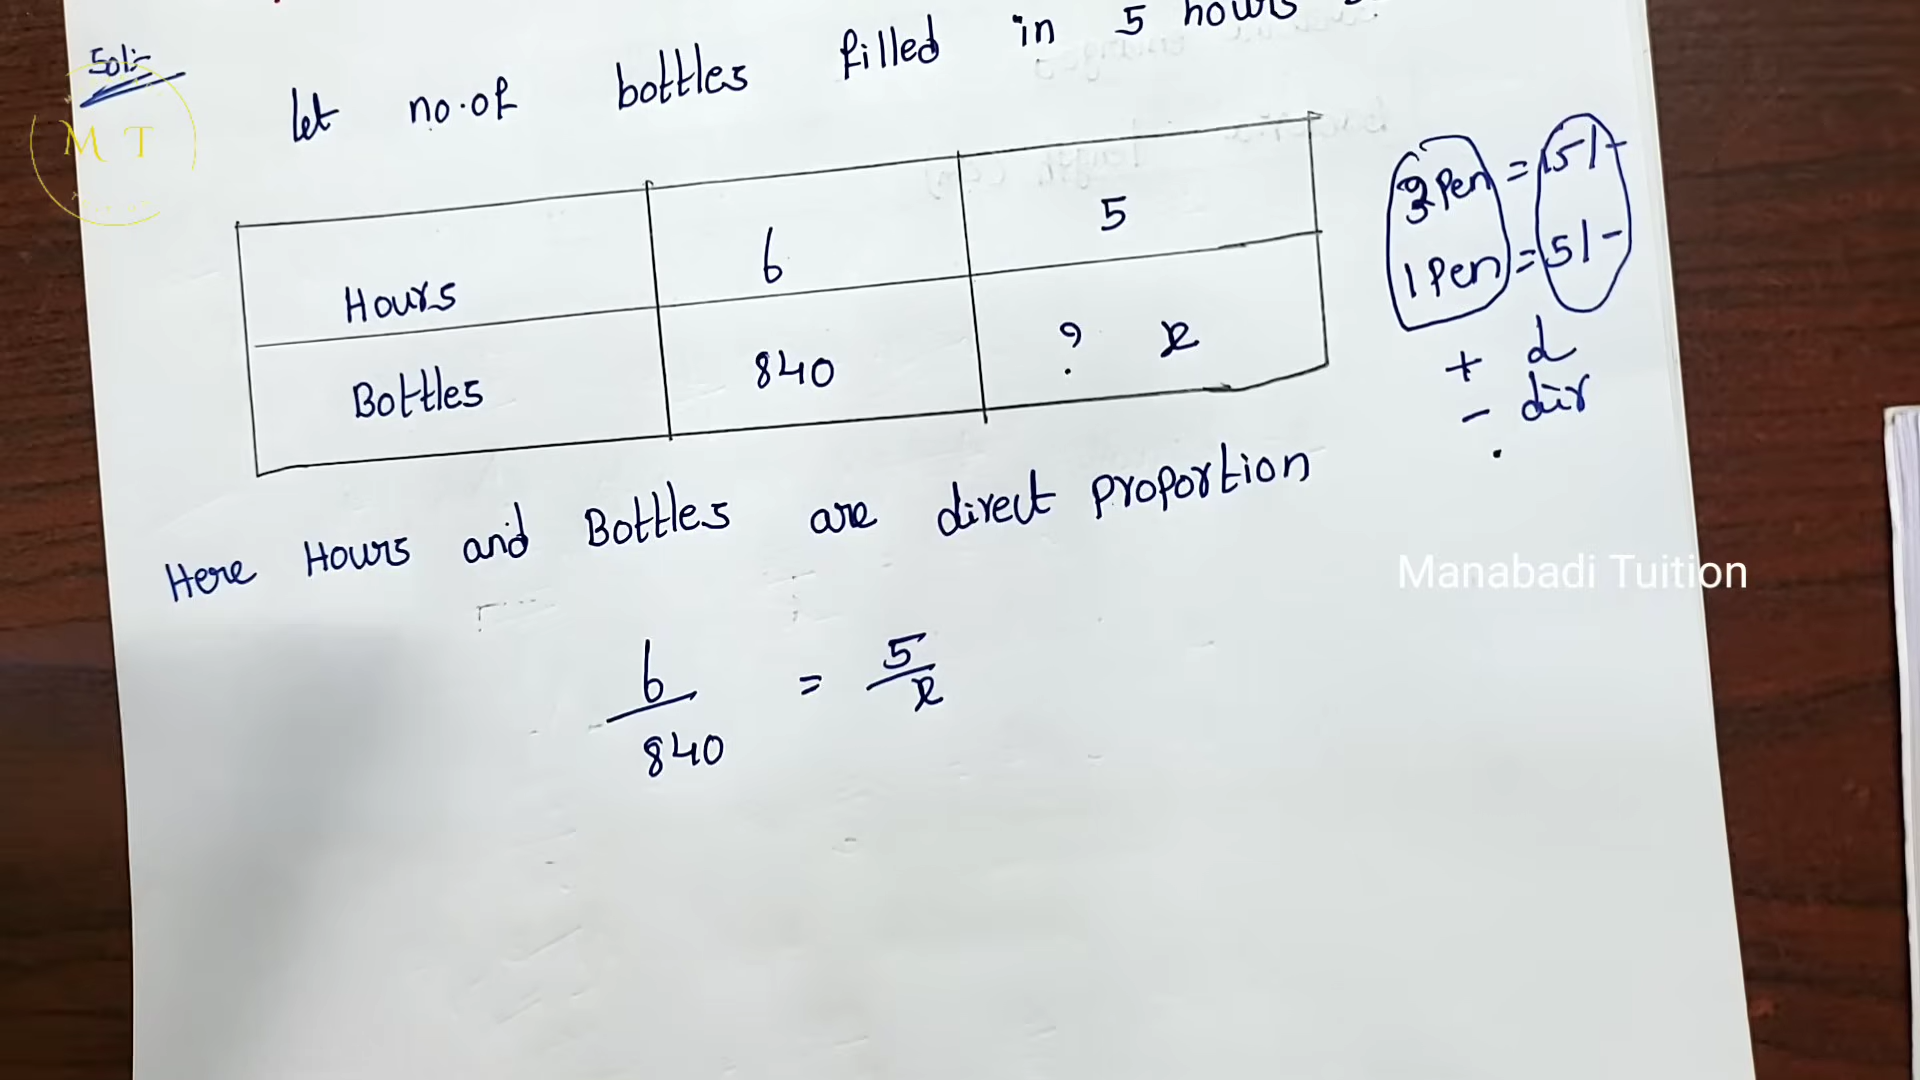 Sol:-
Let no.of bottles filled in 5 hours
M T
Hours 6 5
Bottles 840 ? x
3 Pen = 15/-
1 Pen = 5/-
+ d
- dir
Here Hours and Bottles are direct proportion
Manabadi Tuition
6/840 = 5/x